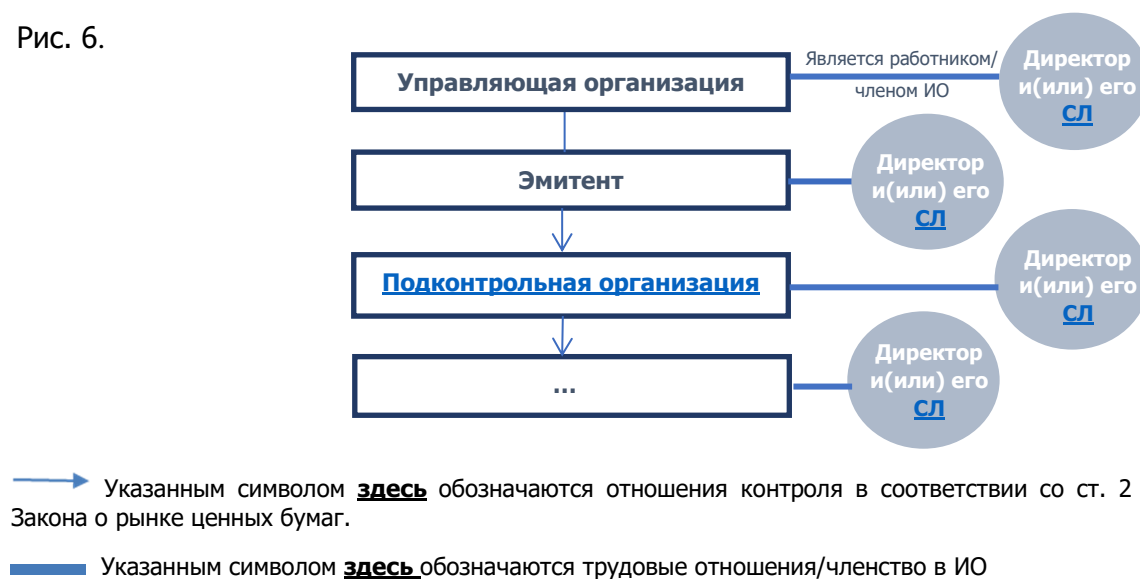 Рис. 6.
Управляющая организация
Является работником/
членом ИО
Директор
и(или) его
СЛ
Эмитент
Директор
и(или) его
СЛ
Подконтрольная организация
Директор
и(или) его
СЛ
...
Директор
и(или) его
СЛ
Указанным символом здесь обозначаются отношения контроля в соответствии со ст. 2
Закона о рынке ценных бумаг.
Указанным символом здесь обозначаются трудовые отношения/членство в ИО